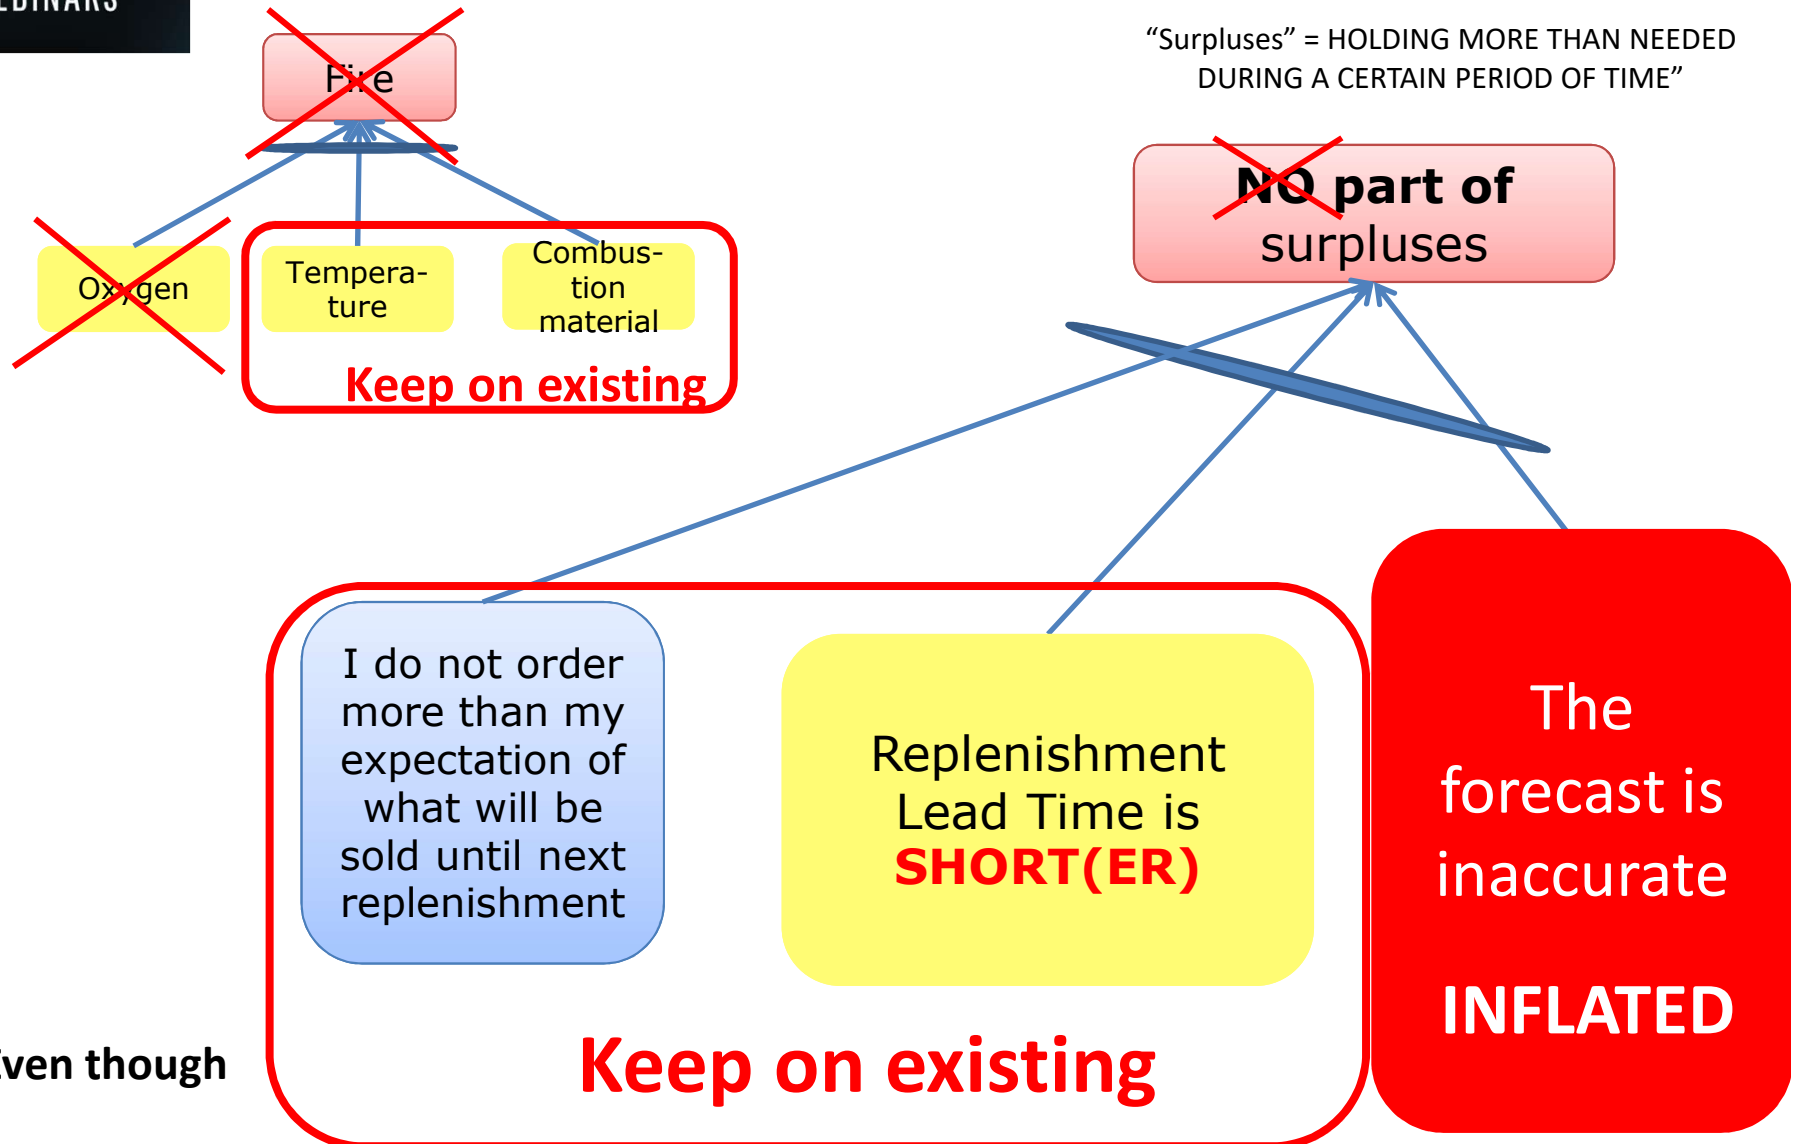 “Surpluses” = HOLDING MORE THAN NEEDED
DURING A CERTAIN PERIOD OF TIME”
Fire
Oxygen
Tempera-
ture
Combus-
tion
material
Keep on existing
NO part of
surpluses
I do not order
more than my
expectation of
what will be
sold until next
replenishment
Replenishment
Lead Time is
SHORT(ER)
The
forecast is
inaccurate
INFLATED
Even though
Keep on existing